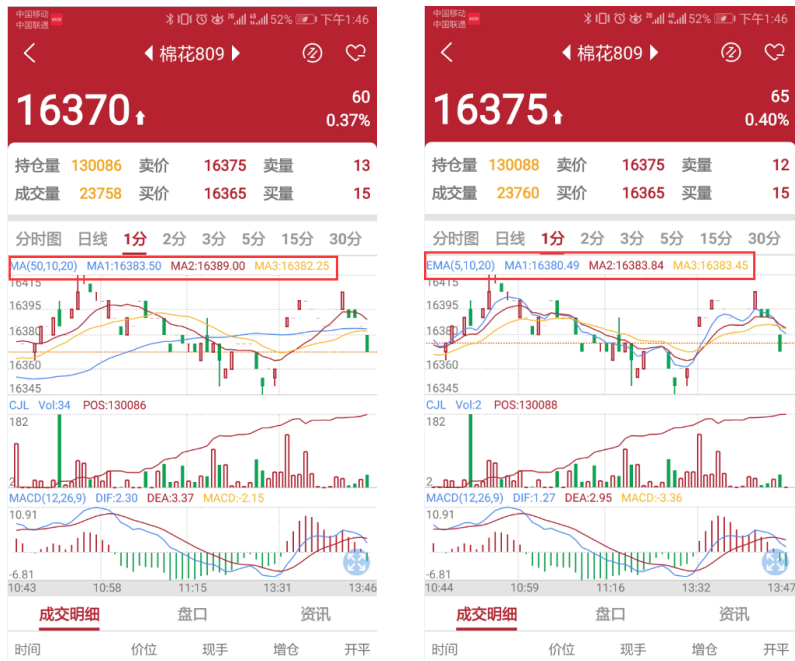 中国移动
中国联通
52%
下午1:46
棉花809
16370
60
0.37%
持仓量 130086 卖价 16375 卖量 13
成交量 23758 买价 16365 买量 15
分时图 日线 1分 2分 3分 5分 15分 30分
MA(50,10,20) MA1:16383.50 MA2:16389.00 MA3:16382.25
16415
16395
16380
16360
16345
CJL Vol:34 POS:130086
182
2
MACD(12,26,9) DIF:2.30 DEA:3.37 MACD:-2.15
10.91
-6.81
10:43 10:58 11:15 13:31 13:46
成交明细 盘口 资讯
时间 价位 现手 增仓 开平
中国移动
中国联通
52%
下午1:46
棉花809
16375
65
0.40%
持仓量 130088 卖价 16375 卖量 12
成交量 23760 买价 16365 买量 15
分时图 日线 1分 2分 3分 5分 15分 30分
EMA(5,10,20) MA1:16380.49 MA2:16383.84 MA3:16383.45
16415
16395
16380
16360
16345
CJL Vol:2 POS:130088
182
2
MACD(12,26,9) DIF:1.27 DEA:2.95 MACD:-3.36
10.91
-6.81
10:44 10:59 11:16 13:32 13:47
成交明细 盘口 资讯
时间 价位 现手 增仓 开平